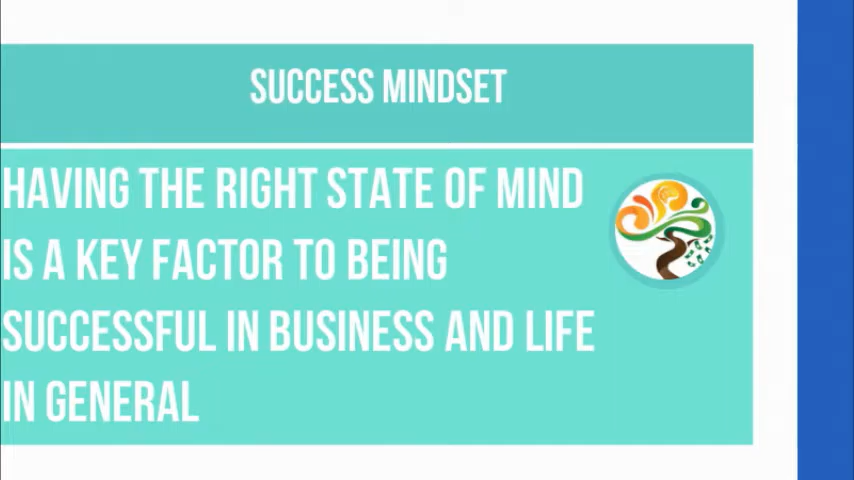 SUCCESS MINDSET
HAVING THE RIGHT STATE OF MIND
IS A KEY FACTOR TO BEING
SUCCESSFUL IN BUSINESS AND LIFE
IN GENERAL